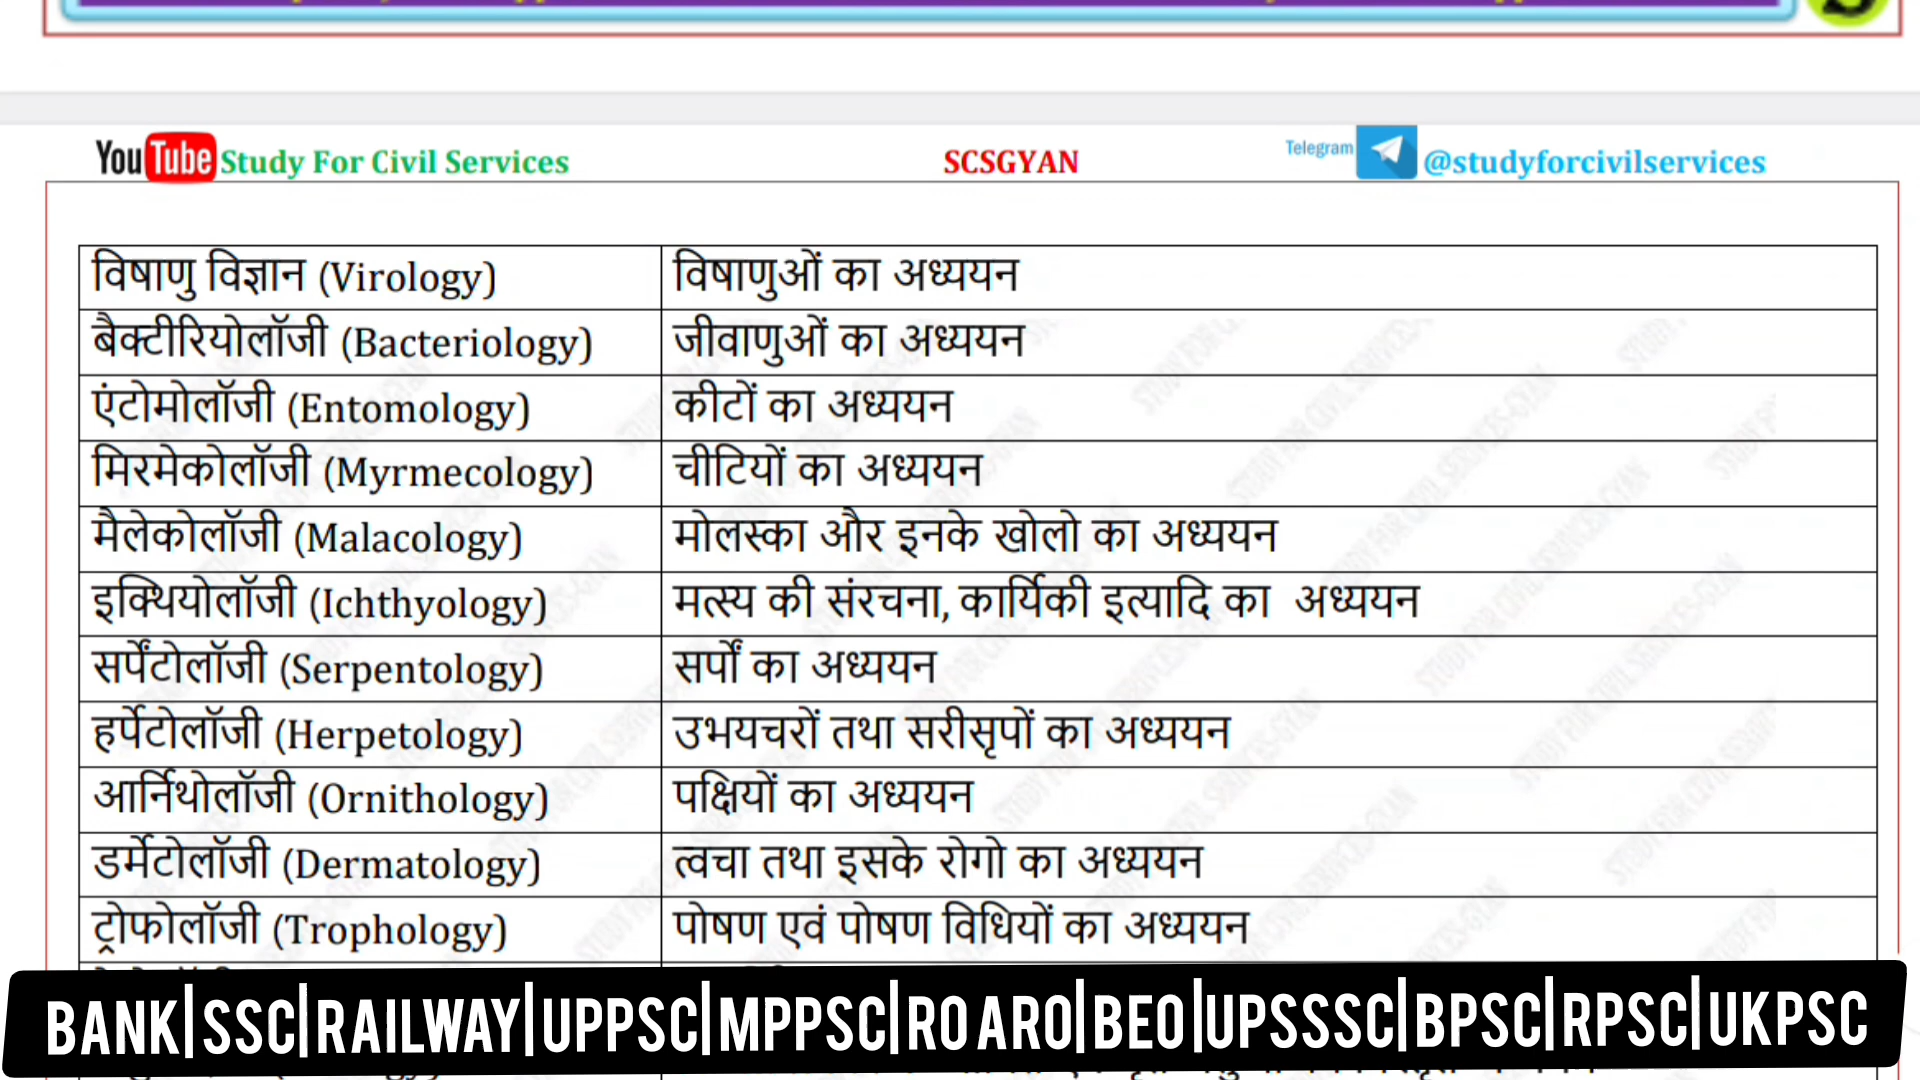 YouTube Study For Civil Services SCSGYAN Telegram @studyforcivilservices
विषाणु विज्ञान (Virology) विषाणुओं का अध्ययन
बैक्टीरियोलॉजी (Bacteriology) जीवाणुओं का अध्ययन
एंटोमोलॉजी (Entomology) कीटों का अध्ययन
मिरमेकोलॉजी (Myrmecology) चीटियों का अध्ययन
मैलेकोलॉजी (Malacology) मोलस्का और इनके खोलो का अध्ययन
इक्थियोलॉजी (Ichthyology) मत्स्य की संरचना, कार्यिकी इत्यादि का अध्ययन
सर्पेंटोलॉजी (Serpentology) सर्पों का अध्ययन
हर्पेटोलॉजी (Herpetology) उभयचरों तथा सरीसृपों का अध्ययन
आर्निथोलॉजी (Ornithology) पक्षियों का अध्ययन
डर्मेटोलॉजी (Dermatology) त्वचा तथा इसके रोगो का अध्ययन
ट्रोफोलॉजी (Trophology) पोषण एवं पोषण विधियों का अध्ययन
BANK|SSC|RAILWAY|UPPSC|MPPSC|RO ARO|BEO|UPSSSC|BPSC|RPSC|UKPSC